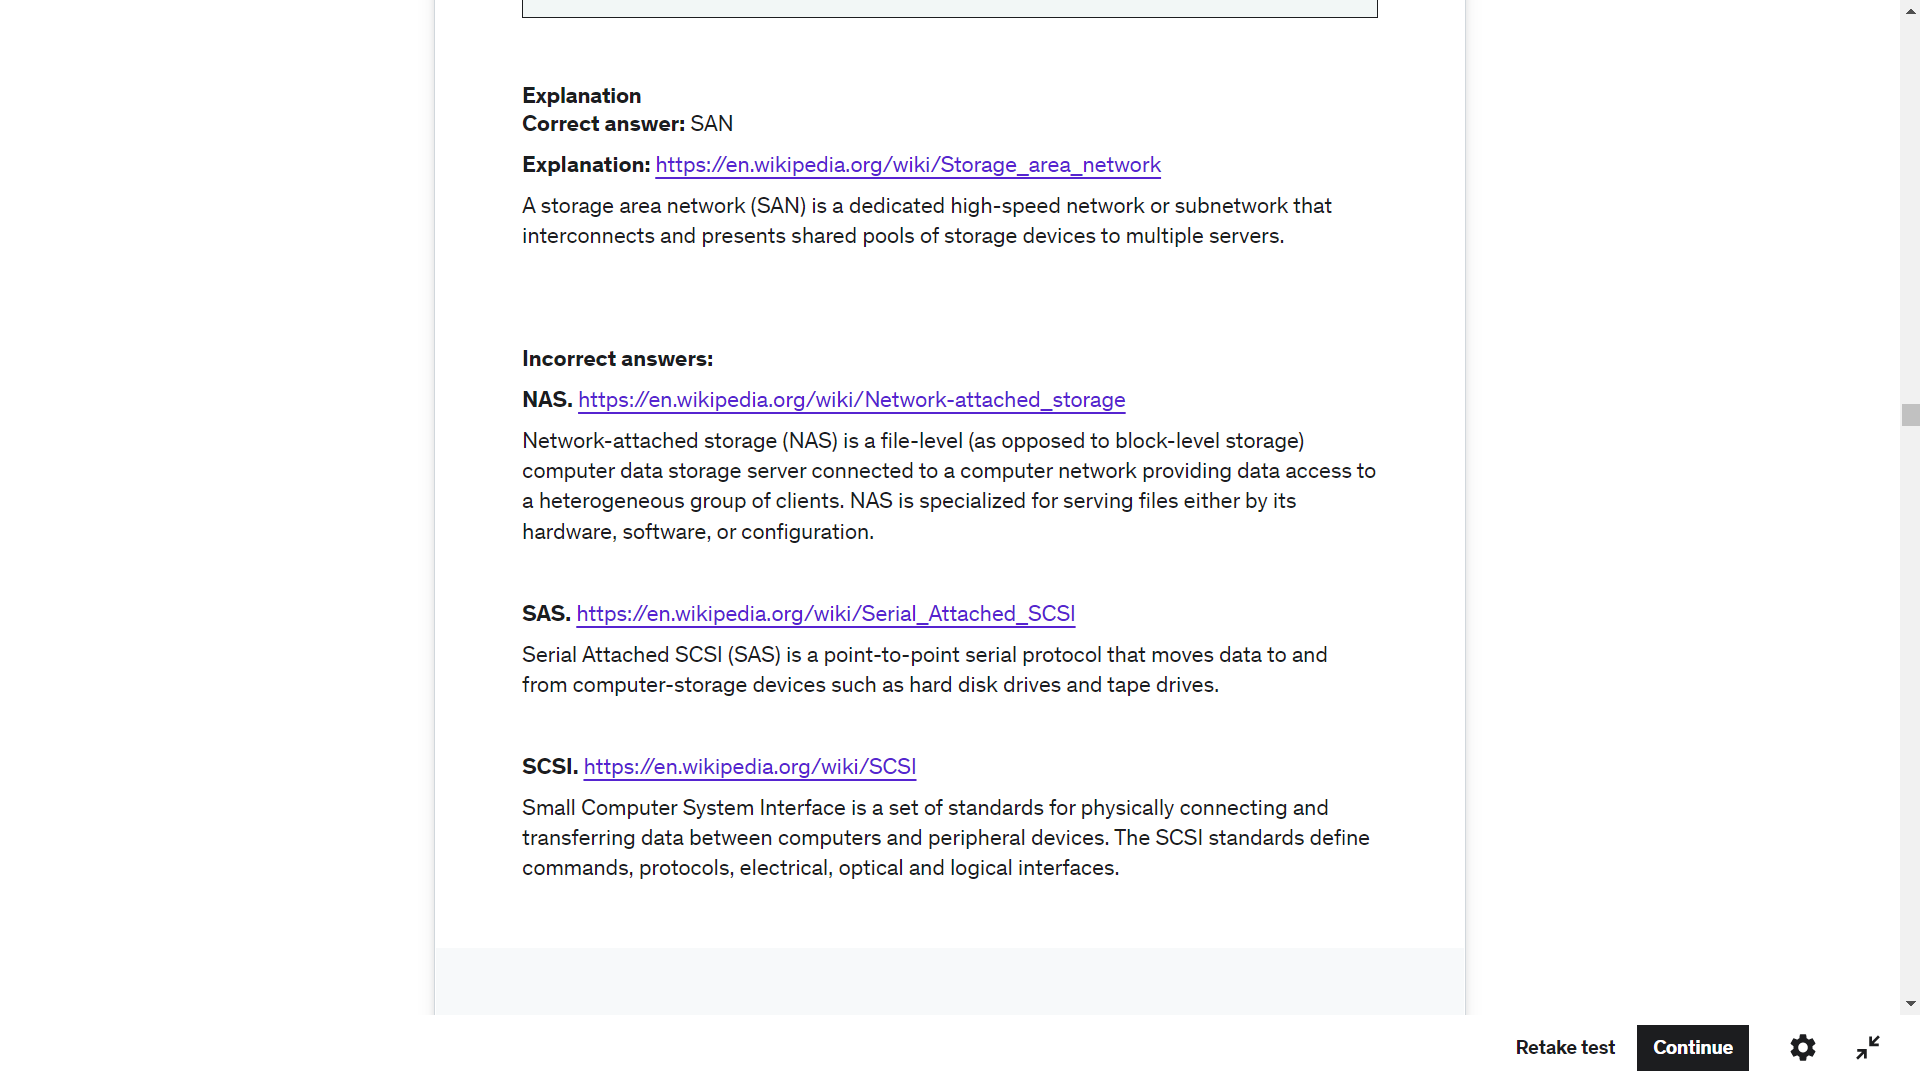 Explanation
Correct answer: SAN
Explanation: https://en.wikipedia.org/wiki/Storage_area_network
A storage area network (SAN) is a dedicated high-speed network or subnetwork that
interconnects and presents shared pools of storage devices to multiple servers.
Incorrect answers:
NAS. https://en.wikipedia.org/wiki/Network-attached_storage
Network-attached storage (NAS) is a file-level (as opposed to block-level storage)
computer data storage server connected to a computer network providing data access to
a heterogeneous group of clients. NAS is specialized for serving files either by its
hardware, software, or configuration.
SAS. https://en.wikipedia.org/wiki/Serial_Attached_SCSI
Serial Attached SCSI (SAS) is a point-to-point serial protocol that moves data to and
from computer-storage devices such as hard disk drives and tape drives.
SCSI. https://en.wikipedia.org/wiki/SCSI
Small Computer System Interface is a set of standards for physically connecting and
transferring data between computers and peripheral devices. The SCSI standards define
commands, protocols, electrical, optical and logical interfaces.
Retake test
Continue